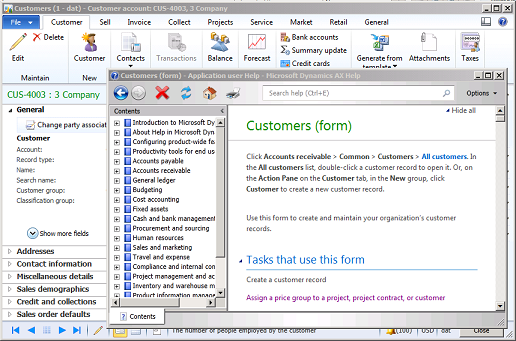 Customers (1 - dat) - Customer account: CUS-4003, 3 Company
File Customer Sell Invoice Collect Projects Service Market Retail General
Edit
Delete
Maintain
Customer
New
Contacts
Transactions
Balance
Forecast
Bank accounts
Summary update
Credit cards
Generate from
template
Attachments
Taxes
CUS-4003 : 3 Company
General
Change party associat
Customer
Account:
Record type:
Name:
Search name:
Customer group:
Classification group:
Show more fields
Addresses
Contact information
Miscellaneous details
Sales demographics
Credit and collections
Sales order defaults
Customers (form) - Application user Help - Microsoft Dynamics AX Help
Search help (Ctrl+E)
Options
Contents
Introduction to Microsoft Dy
About Help in Microsoft Dyn
Configuring product-wide fea
Productivity tools for end us
Accounts payable
Accounts receivable
General ledger
Budgeting
Cost accounting
Fixed assets
Cash and bank management
Procurement and sourcing
Human resources
Sales and marketing
Travel and expense
Compliance and internal con
Project management and ac
Inventory and warehouse m
Product information manage
Contents
Hide all
Customers (form)
Click Accounts receivable > Common > Customers > All customers. In
the All customers list, double-click a customer record to open it. Or, on
the Action Pane on the Customer tab, in the New group, click
Customer to create a new customer record.
Use this form to create and maintain your organization's customer
records.
Tasks that use this form
Create a customer record
Assign a price group to a project, project contract, or customer
The number of people employed by the customer
(100) USD dat Close